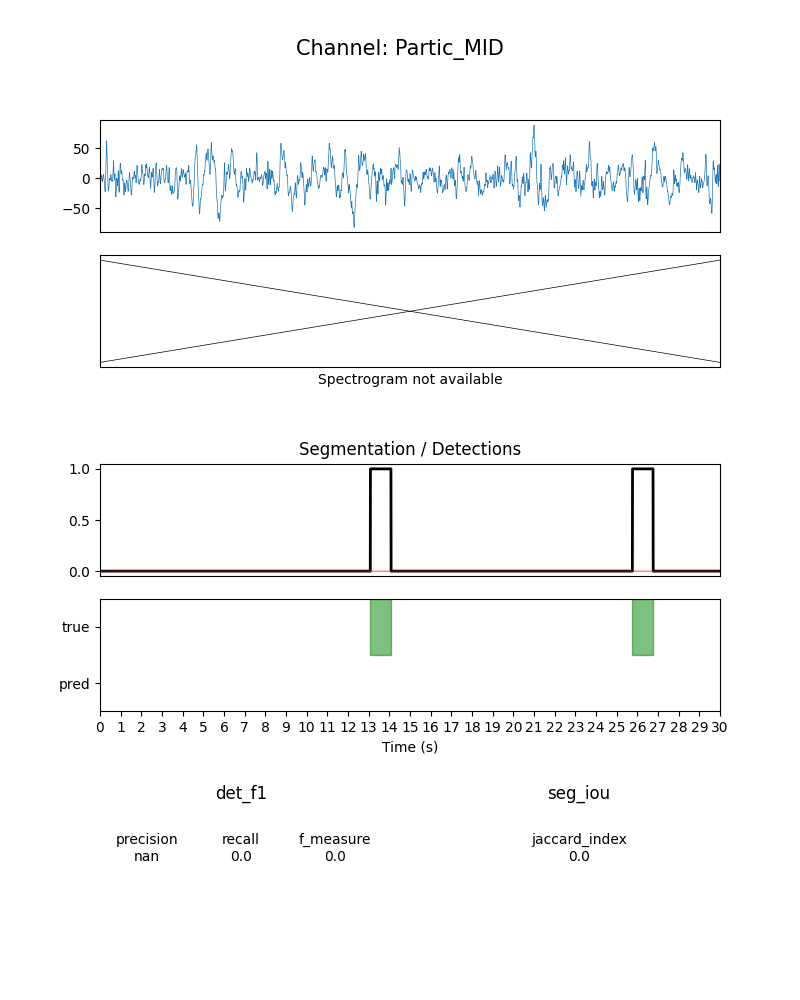 Channel: Partic_MID
50
0
−50
Spectrogram not available
Segmentation / Detections
1.0
0.5
0.0
true
pred
0 1 2 3 4 5 6 7 8 9 10 11 12 13 14 15 16 17 18 19 20 21 22 23 24 25 26 27 28 29 30
Time (s)
det_f1 seg_iou
precision recall f_measure jaccard_index
nan 0.0 0.0 0.0